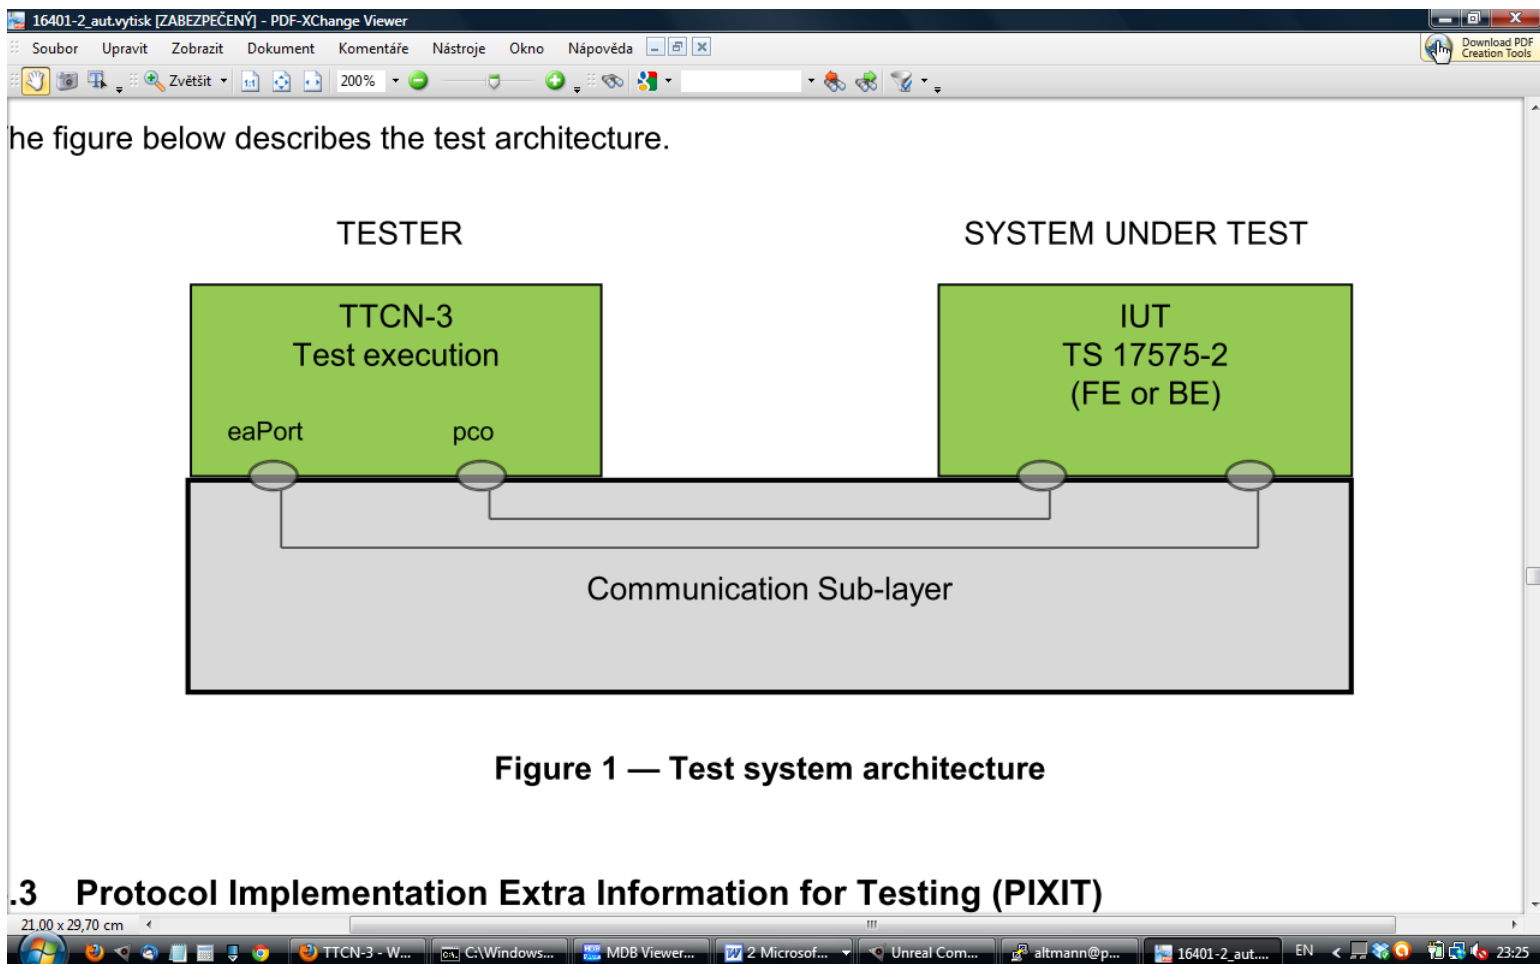 16401-2_aut.vytisk [ZABEZPEČENÝ] - PDF-XChange Viewer
Soubor Upravit Zobrazit Dokument Komentáře Nástroje Okno Nápověda
Download PDF
Creation Tools
Zvětšit 1:1 200%
he figure below describes the test architecture.
TESTER
SYSTEM UNDER TEST
TTCN-3
Test execution
eaPort
pco
IUT
TS 17575-2
(FE or BE)
Communication Sub-layer
Figure 1 — Test system architecture
.3 Protocol Implementation Extra Information for Testing (PIXIT)
21,00 x 29,70 cm
TTCN-3 - W... C:\Windows... MDB Viewer... 2 Microsof... Unreal Com... altmann@p... 16401-2_aut.... EN 23:25